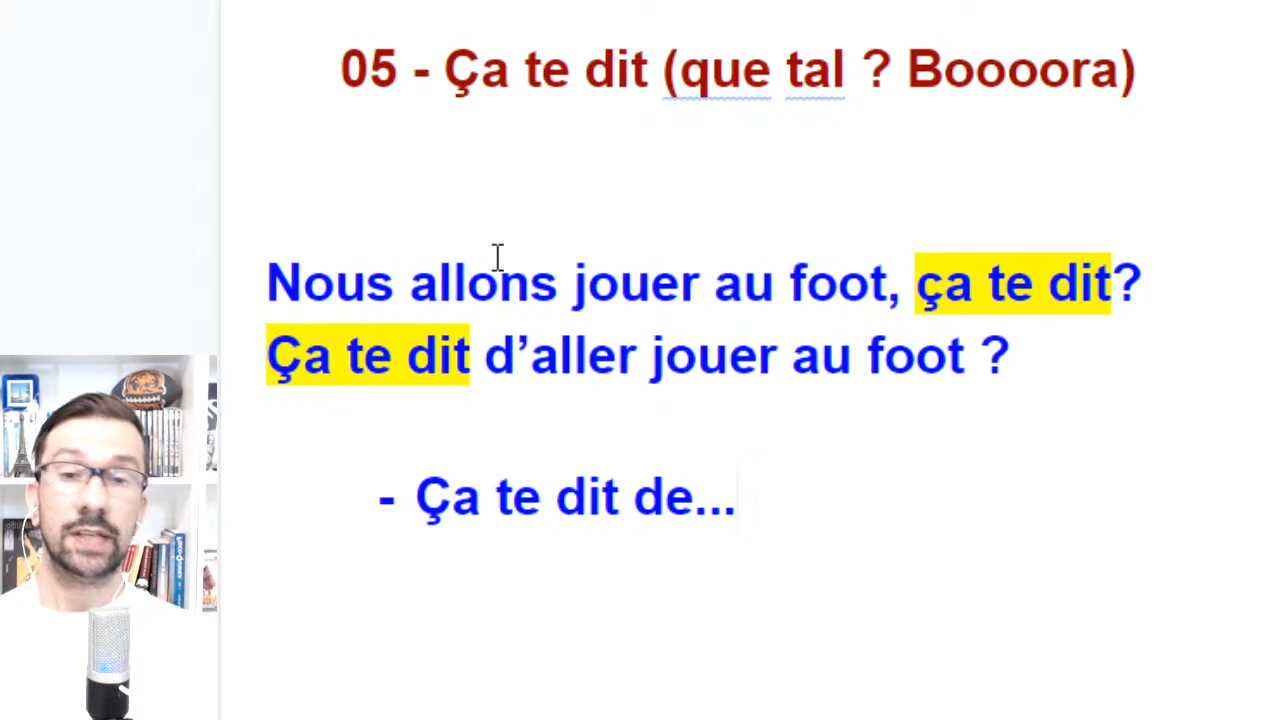 05 - Ça te dit (que tal ? Boooora)
Nous allons jouer au foot, ça te dit?
Ça te dit d’aller jouer au foot ?
- Ça te dit de...